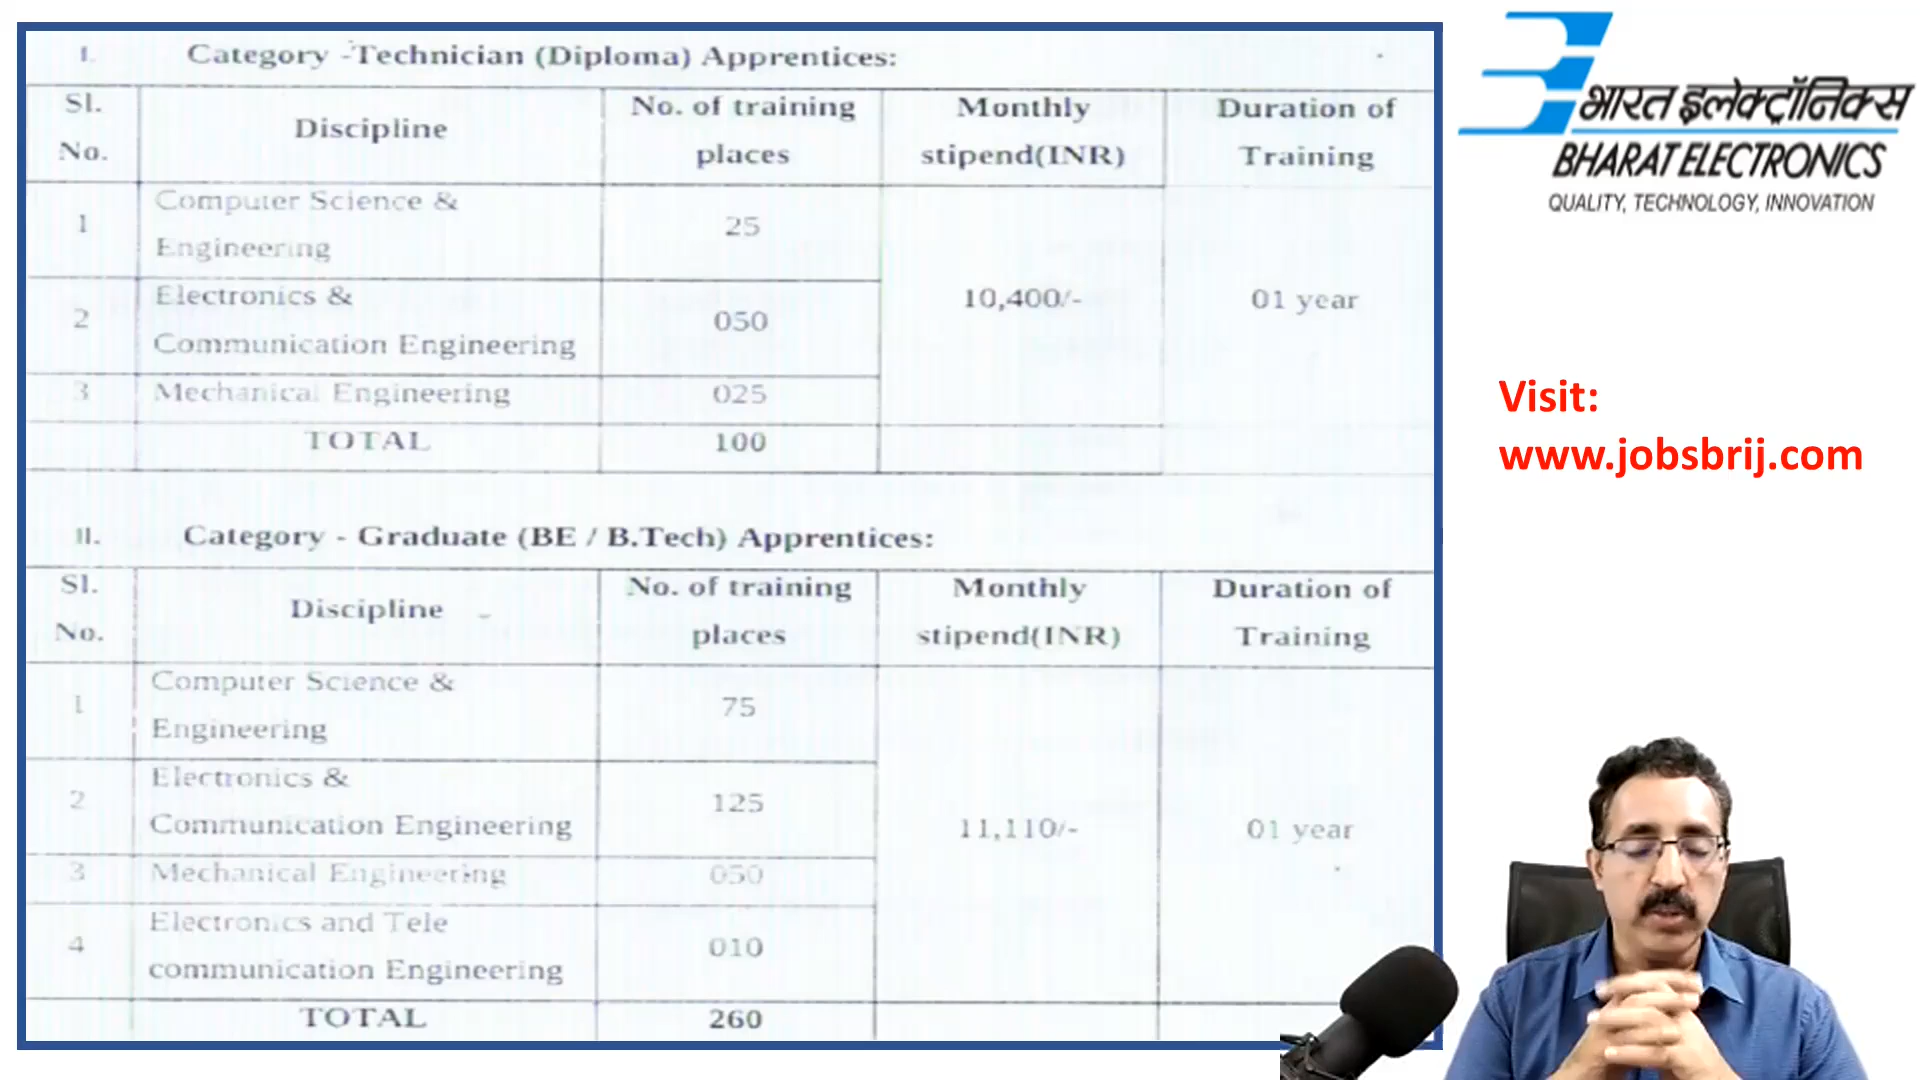 I. Category -Technician (Diploma) Apprentices:
Sl. No. Discipline No. of training places Monthly stipend(INR) Duration of Training
1 Computer Science & Engineering 25
2 Electronics & Communication Engineering 050
3 Mechanical Engineering 025
10,400/- 01 year
TOTAL 100
II. Category - Graduate (BE / B.Tech) Apprentices:
Sl. No. Discipline No. of training places Monthly stipend(INR) Duration of Training
1 Computer Science & Engineering 75
2 Electronics & Communication Engineering 125
3 Mechanical Engineering 050
4 Electronics and Tele communication Engineering 010
11,110/- 01 year
TOTAL 260
भारत इलेक्ट्रॉनिक्स
BHARAT ELECTRONICS
QUALITY, TECHNOLOGY, INNOVATION
Visit:
www.jobsbrij.com